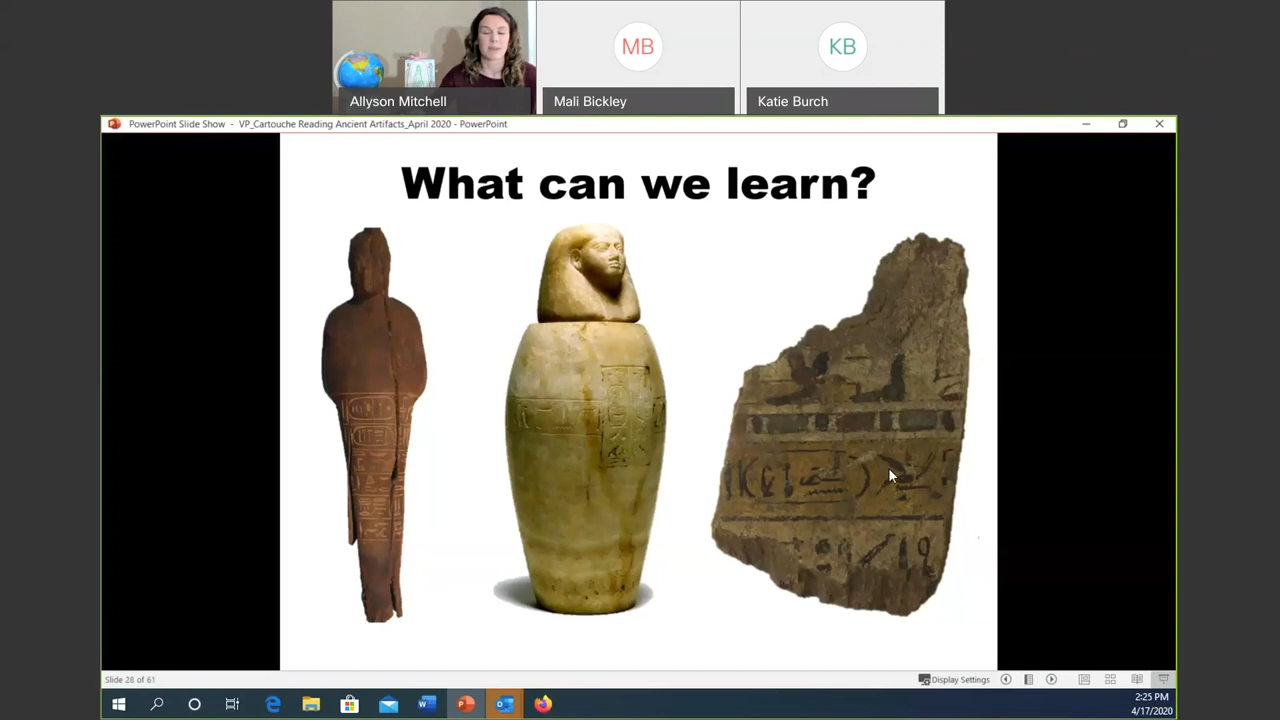 MB
KB
Allyson Mitchell
Mali Bickley
Katie Burch
PowerPoint Slide Show - VP_Cartouche Reading Ancient Artifacts_April 2020 - PowerPoint
What can we learn?
Slide 28 of 61
Display Settings
2:25 PM
4/17/2020